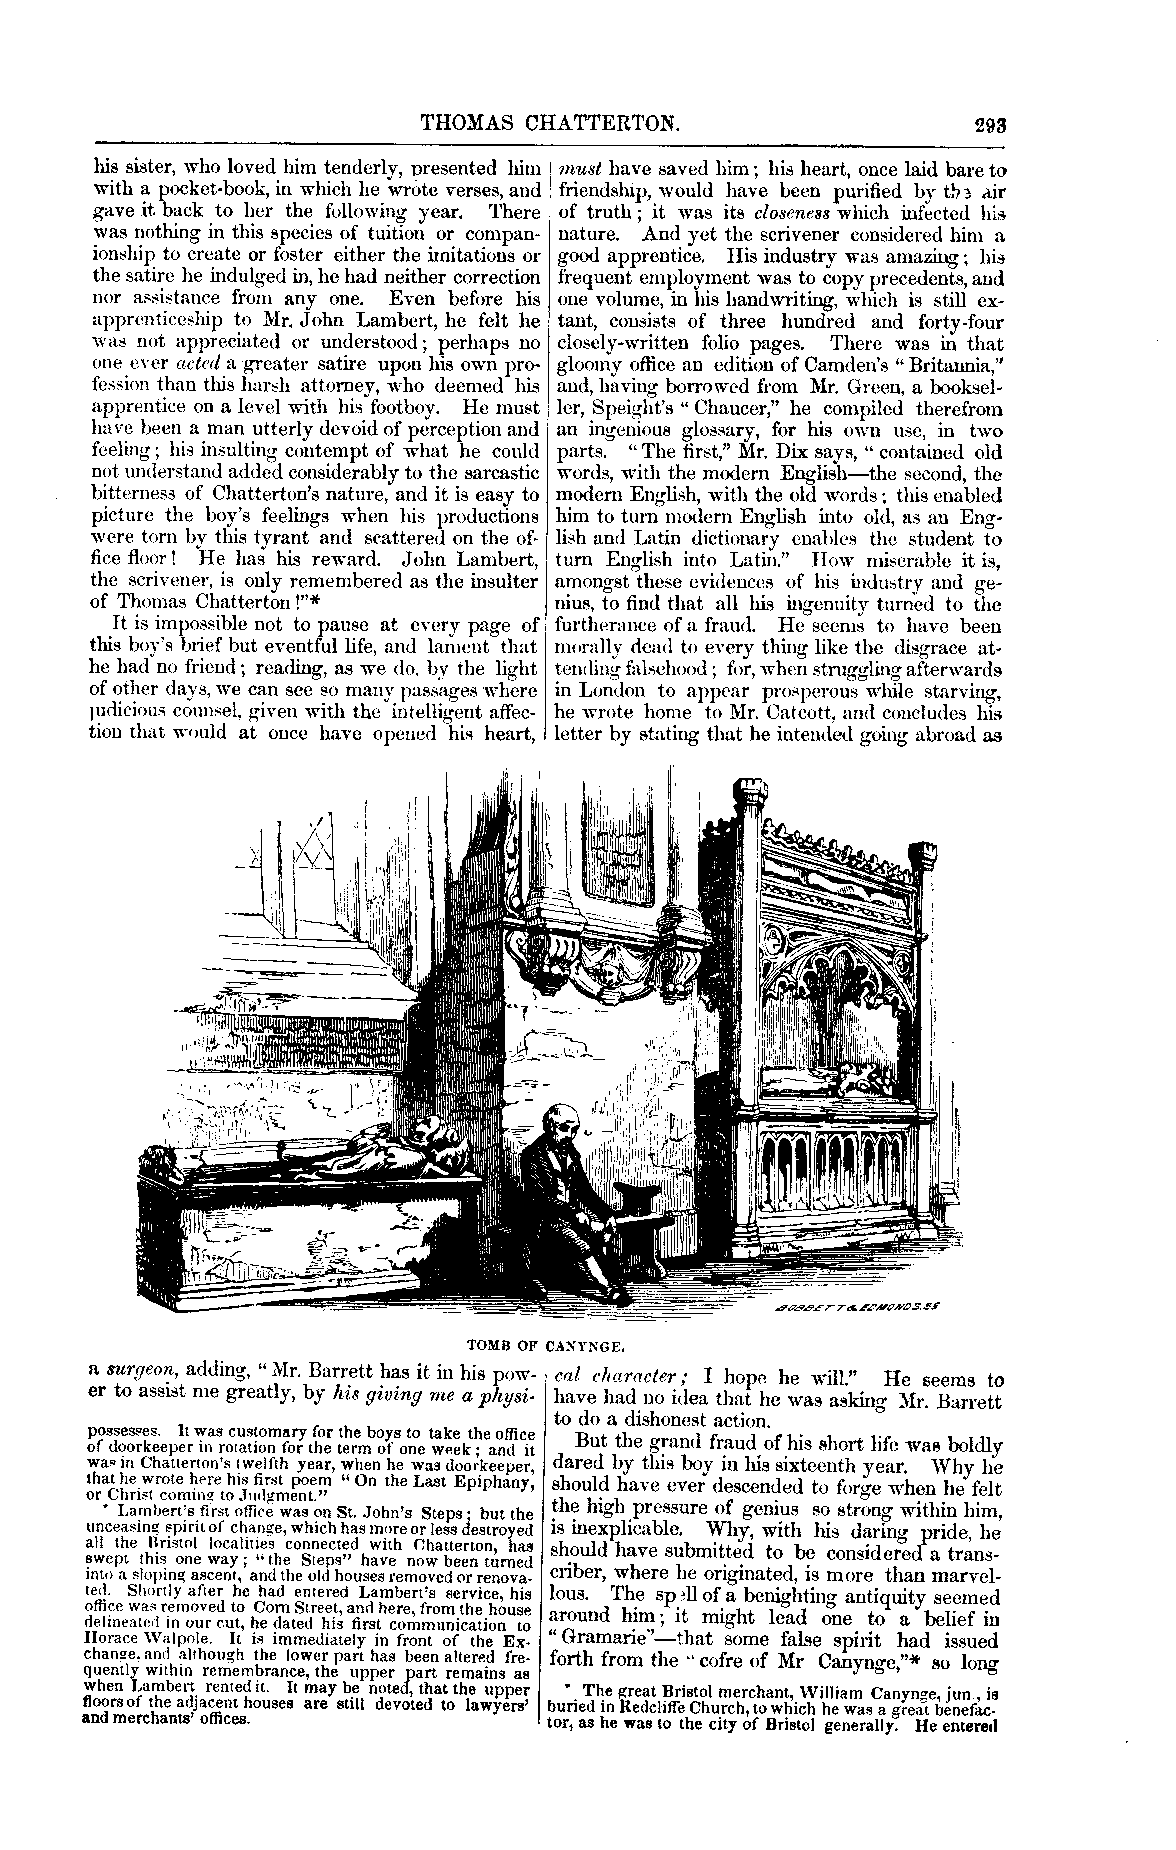 THOMAS CHATTERTON.
293
his sister, who loved him tenderly, presented him
with a pocket-book, in which he wrote verses, and
gave it back to her the following year. There
was nothing in this species of tuition or compan-
ionship to create or foster either the imitations or
the satire he indulged in, he had neither correction
nor assistance from any one. Even before his
apprenticeship to Mr. John Lambert, he felt he
was not appreciated or understood; perhaps no
one ever acted a greater satire upon his own pro-
fession than this harsh attorney, who deemed his
apprentice on a level with his footboy. He must
have been a man utterly devoid of perception and
feeling; his insulting contempt of what he could
not understand added considerably to the sarcastic
bitterness of Chatterton's nature, and it is easy to
picture the boy's feelings when his productions
were torn by this tyrant and scattered on the of-
fice floor! He has his reward. John Lambert,
the scrivener, is only remembered as the insulter
of Thomas Chatterton!"*
It is impossible not to pause at every page of
this boy's brief but eventful life, and lament that
he had no friend; reading, as we do, by the light
of other days, we can see so many passages where
judicious counsel, given with the intelligent affec-
tion that would at once have opened his heart,
must have saved him; his heart, once laid bare to
friendship, would have been purified by the air
of truth; it was its closeness which infected his
nature. And yet the scrivener considered him a
good apprentice. His industry was amazing; his
frequent employment was to copy precedents, and
one volume, in his handwriting, which is still ex-
tant, consists of three hundred and forty-four
closely-written folio pages. There was in that
gloomy office an edition of Camden's "Britannia,"
and, having borrowed from Mr. Green, a booksel-
ler, Speight's "Chaucer," he compiled therefrom
an ingenious glossary, for his own use, in two
parts. "The first," Mr. Dix says, "contained old
words, with the modern English—the second, the
modern English, with the old words; this enabled
him to turn modern English into old, as an Eng-
lish and Latin dictionary enables the student to
turn English into Latin." How miserable it is,
amongst these evidences of his industry and ge-
nius, to find that all his ingenuity turned to the
furtherance of a fraud. He seems to have been
morally dead to every thing like the disgrace at-
tending falsehood; for, when struggling afterwards
in London to appear prosperous while starving,
he wrote home to Mr. Catcott, and concludes his
letter by stating that he intended going abroad as
BOBBETT & EDMONDS. SS
TOMB OF CANYNGE.
a surgeon, adding, "Mr. Barrett has it in his pow-
er to assist me greatly, by his giving me a physi-
possesses. It was customary for the boys to take the office
of doorkeeper in rotation for the term of one week; and it
was in Chatterton's twelfth year, when he was doorkeeper,
that he wrote here his first poem "On the Last Epiphany,
or Christ coming to Judgment."
* Lambert's first office was on St. John's Steps; but the
unceasing spirit of change, which has more or less destroyed
all the Bristol localities connected with Chatterton, has
swept this one way; "the Steps" have now been turned
into a sloping ascent, and the old houses removed or renova-
ted. Shortly after he had entered Lambert's service, his
office was removed to Corn Street, and here, from the house
delineated in our cut, he dated his first communication to
Horace Walpole. It is immediately in front of the Ex-
change, and although the lower part has been altered fre-
quently within remembrance, the upper part remains as
when Lambert rented it. It may be noted, that the upper
floors of the adjacent houses are still devoted to lawyers'
and merchants' offices.
cal character; I hope he will." He seems to
have had no idea that he was asking Mr. Barrett
to do a dishonest action.
But the grand fraud of his short life was boldly
dared by this boy in his sixteenth year. Why he
should have ever descended to forge when he felt
the high pressure of genius so strong within him,
is inexplicable. Why, with his daring pride, he
should have submitted to be considered a trans-
criber, where he originated, is more than marvel-
lous. The spell of a benighting antiquity seemed
around him; it might lead one to a belief in
"Gramarie"—that some false spirit had issued
forth from the "cofre of Mr Canynge,"* so long
* The great Bristol merchant, William Canynge, jun., is
buried in Redcliffe Church, to which he was a great benefac-
tor, as he was to the city of Bristol generally. He entered